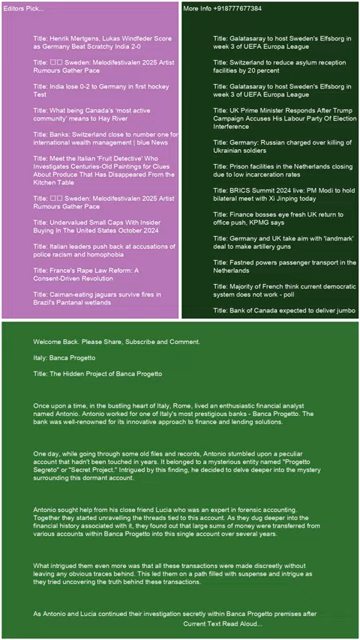 Editors Pick...
Title: Henrik Mertgens, Lukas Windfeder Score
as Germany Beat Scratchy India 2-0
Title: Sweden: Melodifestivalen 2025 Artist
Rumours Gather Pace
Title: India lose 0-2 to Germany in first hockey
Test
Title: What being Canada's 'most active
community' means to Hay River
Title: Banks: Switzerland close to number one for
international wealth management | blue News
Title: Meet the Italian 'Fruit Detective' Who
Investigates Centuries-Old Paintings for Clues
About Produce That Has Disappeared From the
Kitchen Table
Title: Sweden: Melodifestivalen 2025 Artist
Rumours Gather Pace
Title: Undervalued Small Caps With Insider
Buying In The United States October 2024
Title: Italian leaders push back at accusations of
police racism and homophobia
Title: France's Rape Law Reform: A
Consent-Driven Revolution
Title: Caiman-eating jaguars survive fires in
Brazil's Pantanal wetlands
More Info +918777677384
Title: Galatasaray to host Sweden's Elfsborg in
week 3 of UEFA Europa League
Title: Switzerland to reduce asylum reception
facilities by 20 percent
Title: Galatasaray to host Sweden's Elfsborg in
week 3 of UEFA Europa League
Title: UK Prime Minister Responds After Trump
Campaign Accuses His Labour Party Of Election
Interference
Title: Germany: Russian charged over killing of
Ukrainian soldiers
Title: Prison facilities in the Netherlands closing
due to low incarceration rates
Title: BRICS Summit 2024 live: PM Modi to hold
bilateral meet with Xi Jinping today
Title: Finance bosses eye fresh UK return to
office push, KPMG says
Title: Germany and UK take aim with 'landmark'
deal to make artillery guns
Title: Fastned powers passenger transport in the
Netherlands
Title: Majority of French think current democratic
system does not work - poll
Title: Bank of Canada expected to deliver jumbo
Welcome Back. Please Share, Subscribe and Comment.
Italy: Banca Progetto
Title: The Hidden Project of Banca Progetto
Once upon a time, in the bustling heart of Italy, Rome, lived an enthusiastic financial analyst
named Antonio. Antonio worked for one of Italy's most prestigious banks - Banca Progetto. The
bank was well-renowned for its innovative approach to finance and lending solutions.
One day, while going through some old files and records, Antonio stumbled upon a peculiar
account that hadn't been touched in years. It belonged to a mysterious entity named "Progetto
Segreto" or "Secret Project." Intrigued by this finding, he decided to delve deeper into the mystery
surrounding this dormant account.
Antonio sought help from his close friend Lucia who was an expert in forensic accounting.
Together they started unravelling the threads tied to this account. As they dug deeper into the
financial history associated with it, they found out that large sums of money were transferred from
various accounts within Banca Progetto into this single account over several years.
What intrigued them even more was that all these transactions were made discreetly without
leaving any obvious traces behind. This led them on a path filled with suspense and intrigue as
they tried uncovering the truth behind these transactions.
As Antonio and Lucia continued their investigation secretly within Banca Progetto premises after
Current Text Read Aloud...